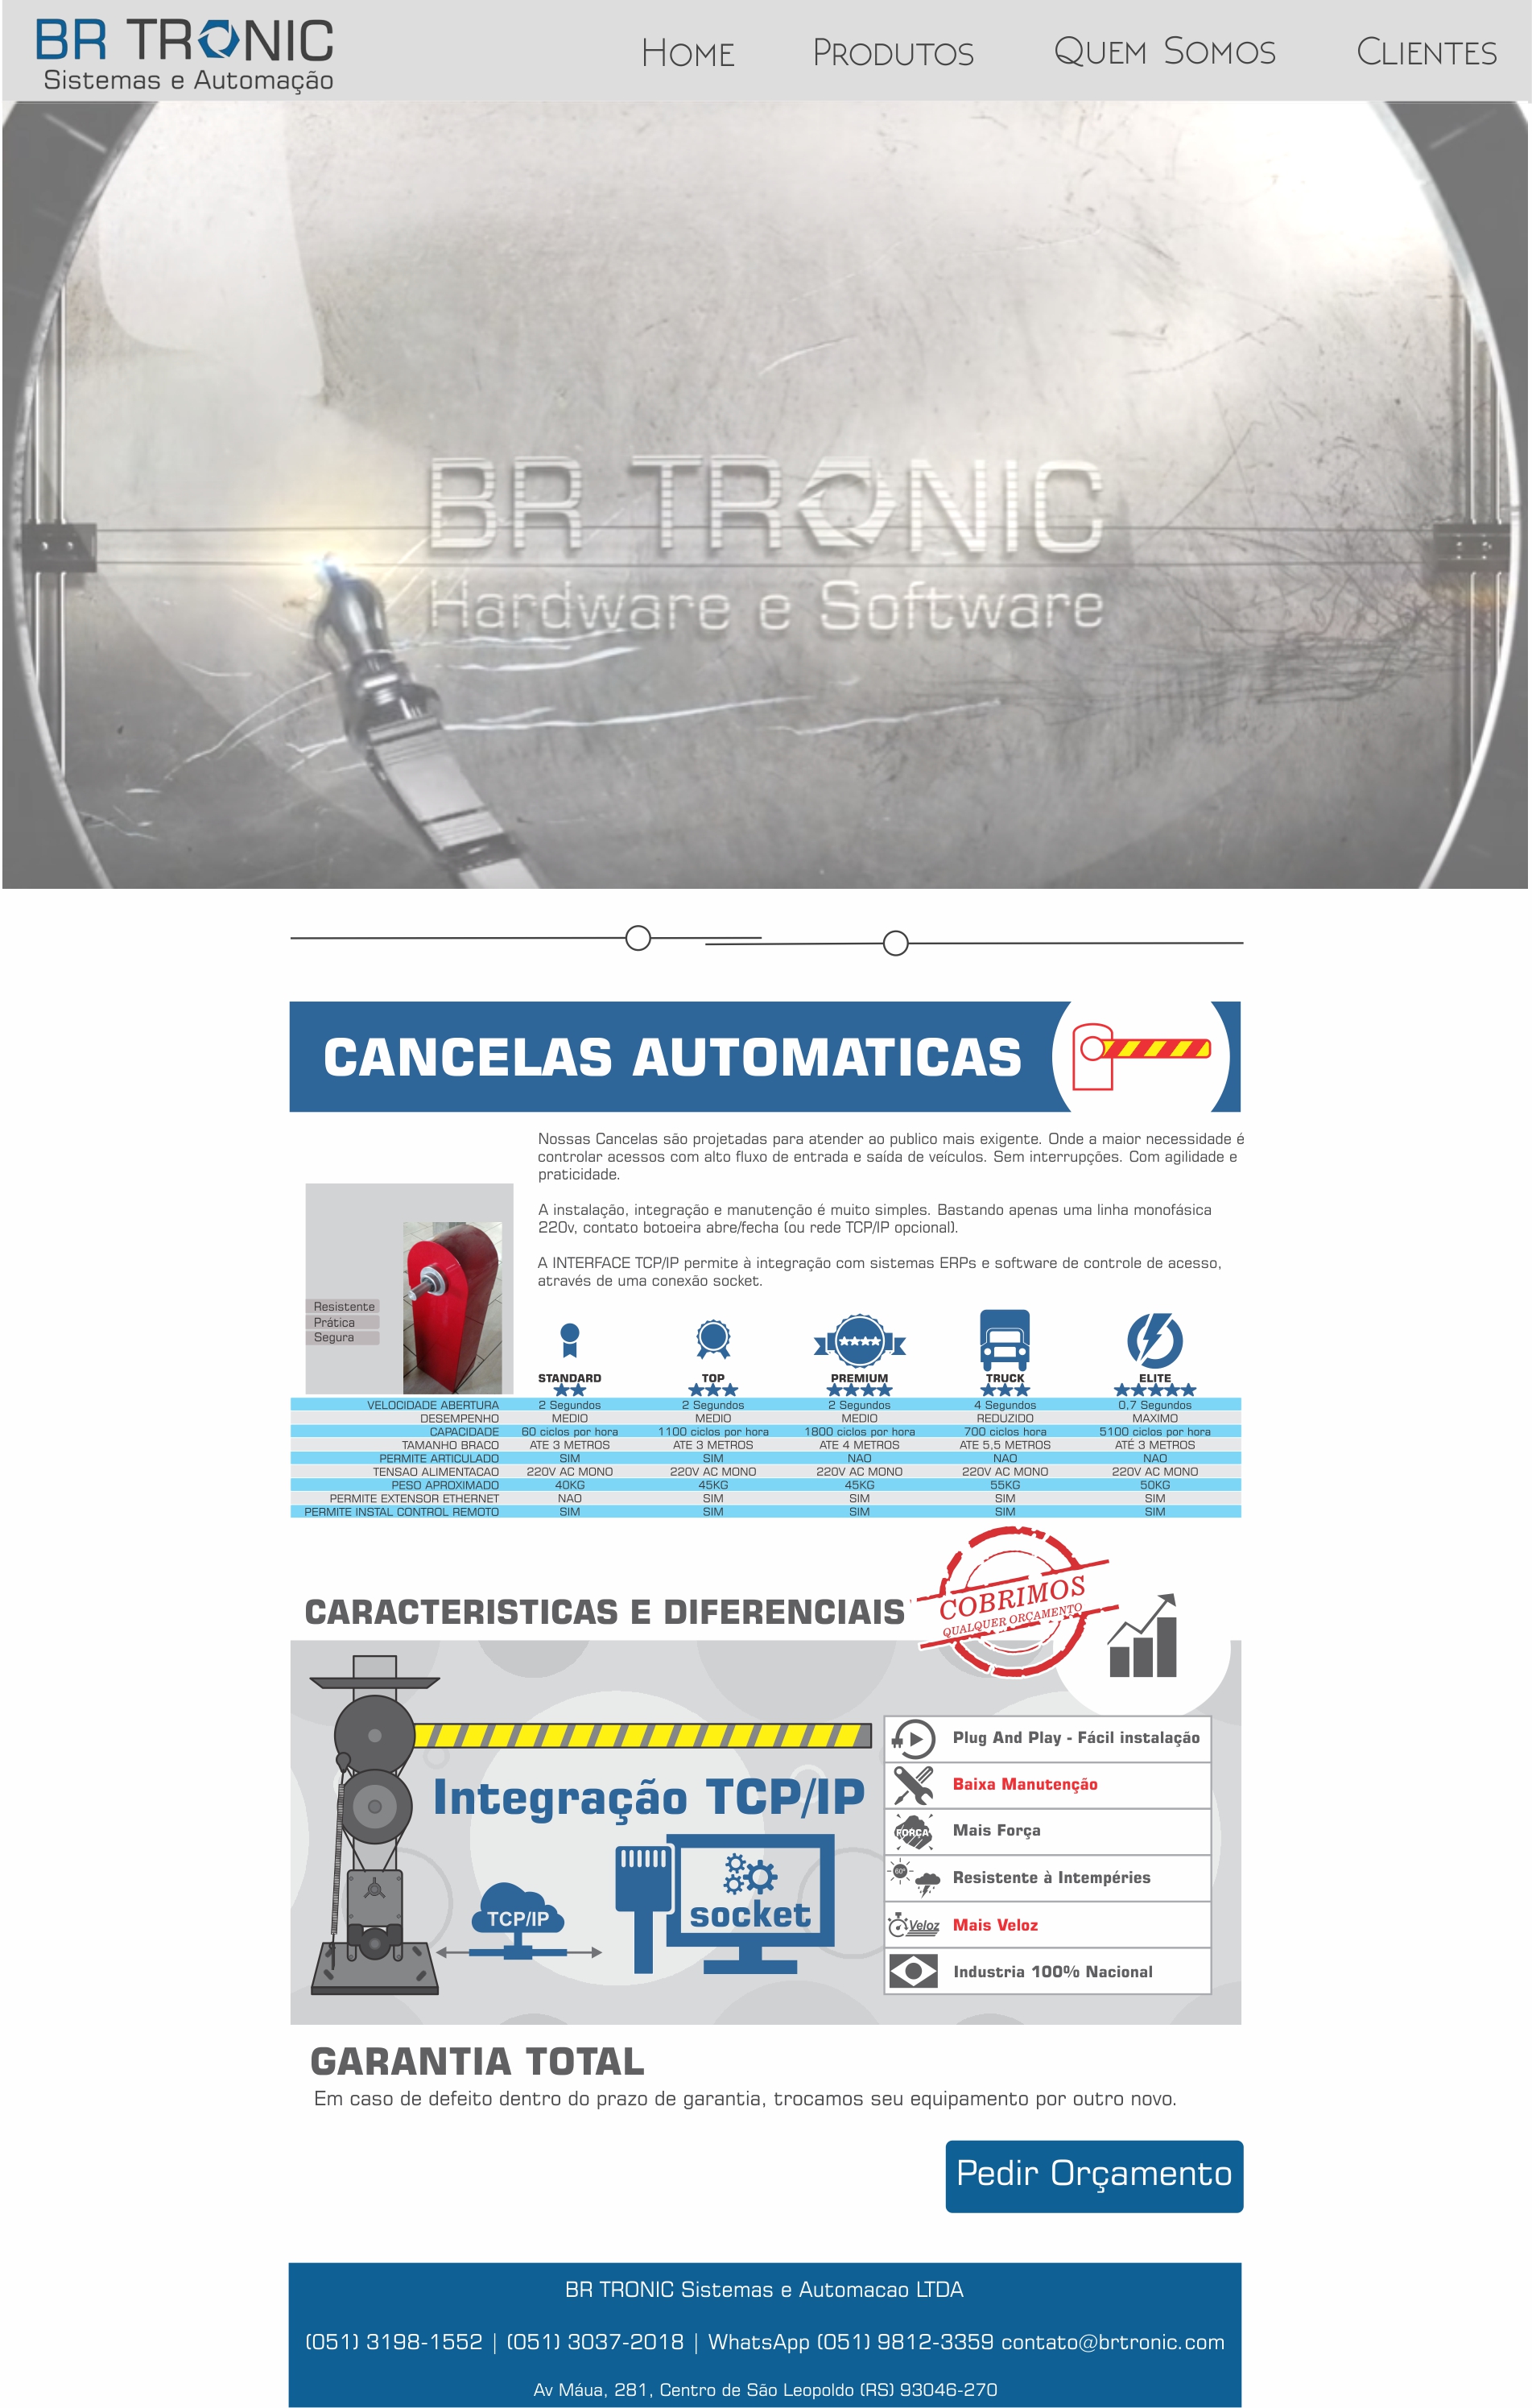 BR TRONIC
Sistemas e Automação
HOME PRODUTOS QUEM SOMOS CLIENTES
BR TRONIC
Hardware e Software
CANCELAS AUTOMATICAS
Nossas Cancelas são projetadas para atender ao publico mais exigente. Onde a maior necessidade é
controlar acessos com alto fluxo de entrada e saída de veículos. Sem interrupções. Com agilidade e
praticidade.
A instalação, integração e manutenção é muito simples. Bastando apenas uma linha monofásica
220v, contato botoeira abre/fecha (ou rede TCP/IP opcional).
A INTERFACE TCP/IP permite à integração com sistemas ERPs e software de controle de acesso,
através de uma conexão socket.
Resistente
Prática
Segura
STANDARD TOP PREMIUM TRUCK ELITE
VELOCIDADE ABERTURA 2 Segundos 2 Segundos 2 Segundos 4 Segundos 0,7 Segundos
DESEMPENHO MEDIO MEDIO MEDIO REDUZIDO MAXIMO
CAPACIDADE 60 ciclos por hora 1100 ciclos por hora 1800 ciclos por hora 700 ciclos hora 5100 ciclos por hora
TAMANHO BRACO ATE 3 METROS ATE 3 METROS ATE 4 METROS ATE 5,5 METROS ATÉ 3 METROS
PERMITE ARTICULADO SIM SIM NAO NAO NAO
TENSAO ALIMENTACAO 220V AC MONO 220V AC MONO 220V AC MONO 220V AC MONO 220V AC MONO
PESO APROXIMADO 40KG 45KG 45KG 55KG 50KG
PERMITE EXTENSOR ETHERNET NAO SIM SIM SIM SIM
PERMITE INSTAL CONTROL REMOTO SIM SIM SIM SIM SIM
CARACTERISTICAS E DIFERENCIAIS
COBRIMOS
QUALQUER ORÇAMENTO
Integração TCP/IP
TCP/IP
socket
Plug And Play - Fácil instalação
Baixa Manutenção
FORÇA
Mais Força
60°
Resistente à Intempéries
Veloz
Mais Veloz
Industria 100% Nacional
GARANTIA TOTAL
Em caso de defeito dentro do prazo de garantia, trocamos seu equipamento por outro novo.
Pedir Orçamento
BR TRONIC Sistemas e Automacao LTDA
(051) 3198-1552 | (051) 3037-2018 | WhatsApp (051) 9812-3359 contato@brtronic.com
Av Máua, 281, Centro de São Leopoldo (RS) 93046-270